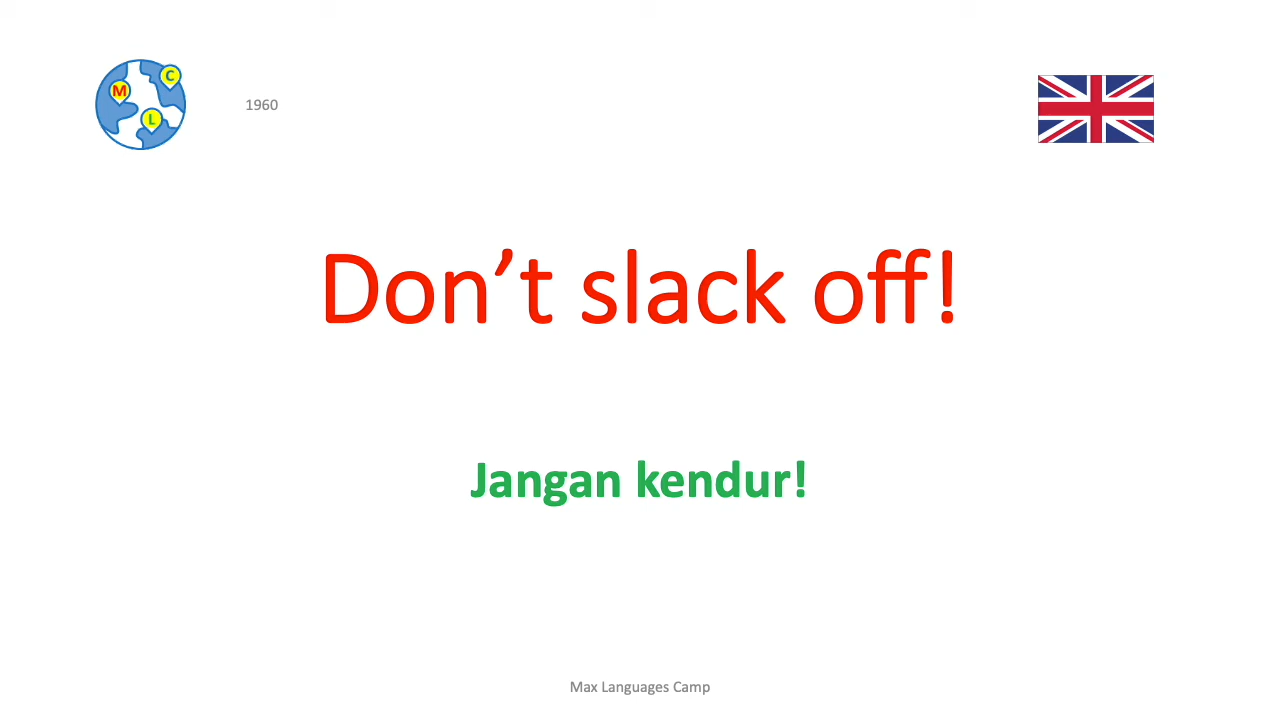 M
C
L
1960
Don’t slack off!
Jangan kendur!
Max Languages Camp